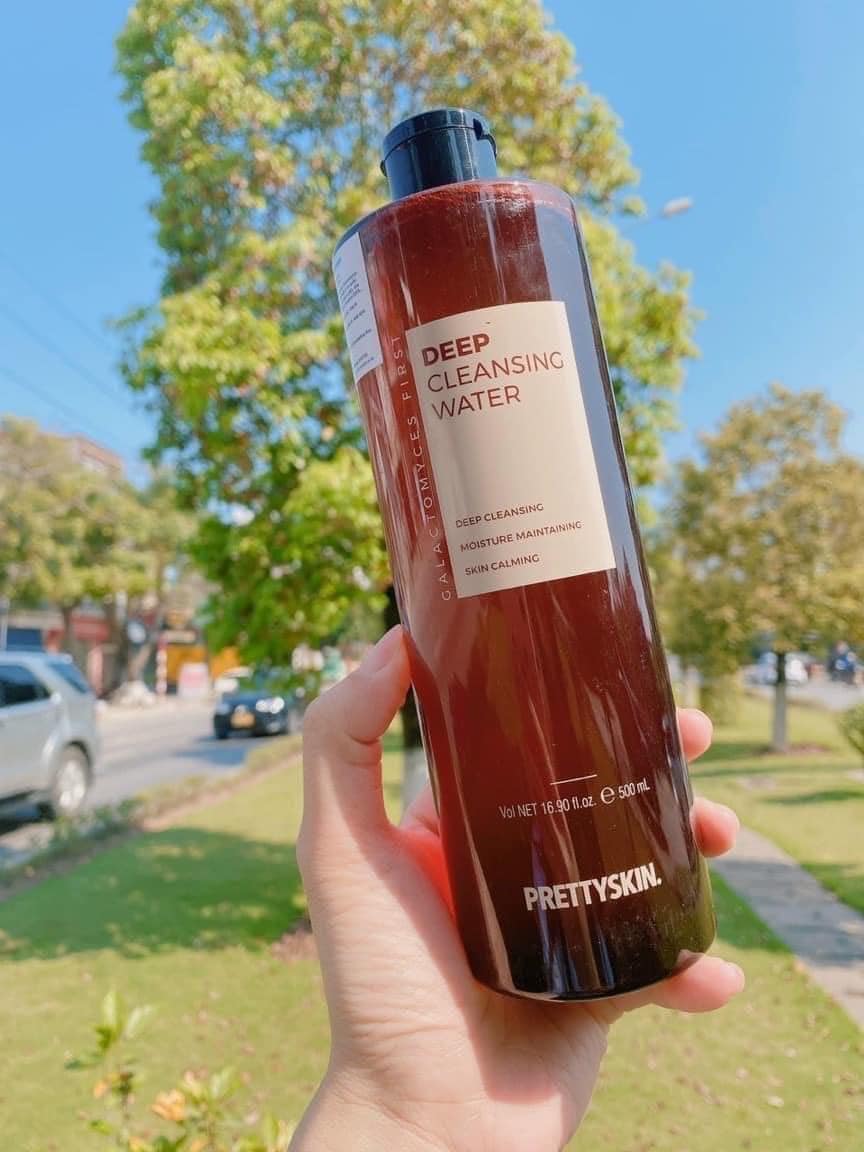 DEEP
CLEANSING
WATER
DEEP CLEANSING
MOISTURE MAINTAINING
SKIN CALMING
GALACTOMYCES FIRST
Vol NET 16.90 fl.oz. ℮ 500 mL
PRETTYSKIN.